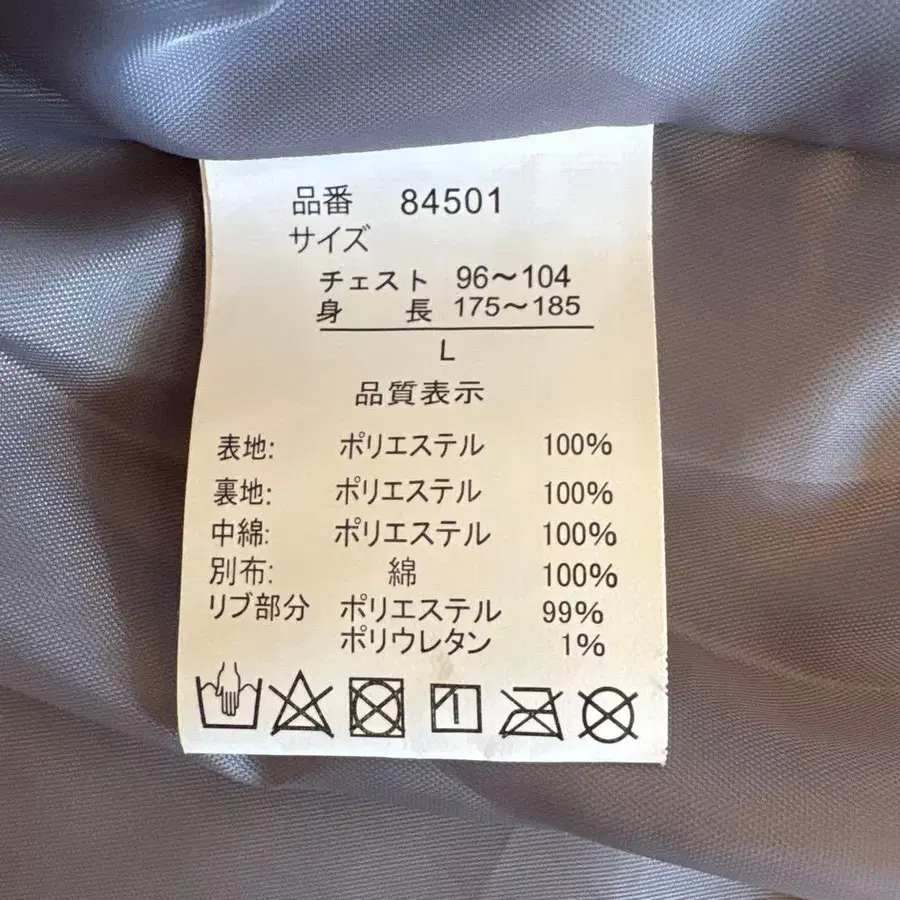 品番 84501
サイズ
チェスト 96～104
身 長 175～185
L
品質表示
表地: ポリエステル 100%
裏地: ポリエステル 100%
中綿: ポリエステル 100%
別布: 綿 100%
リブ部分 ポリエステル 99%
ポリウレタン 1%